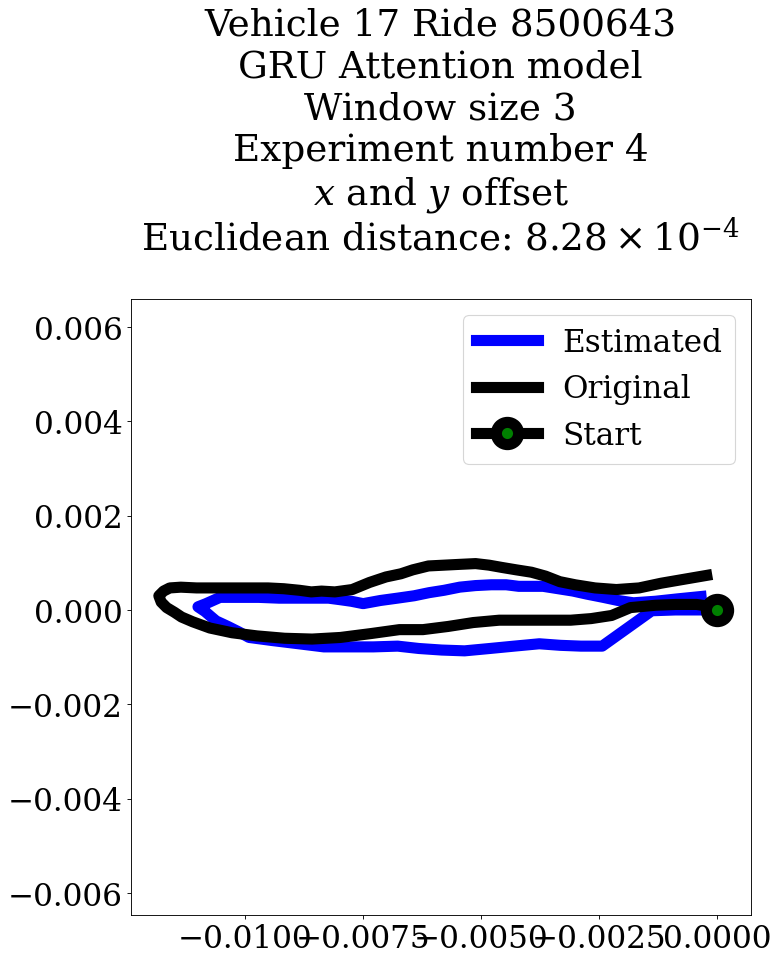 Vehicle 17 Ride 8500643
GRU Attention model
Window size 3
Experiment number 4
x and y offset
Euclidean distance: 8.28 × 10⁻⁴
Estimated
Original
Start
0.006
0.004
0.002
0.000
−0.002
−0.004
−0.006
−0.0100 −0.0075 −0.0050 −0.0025 0.0000